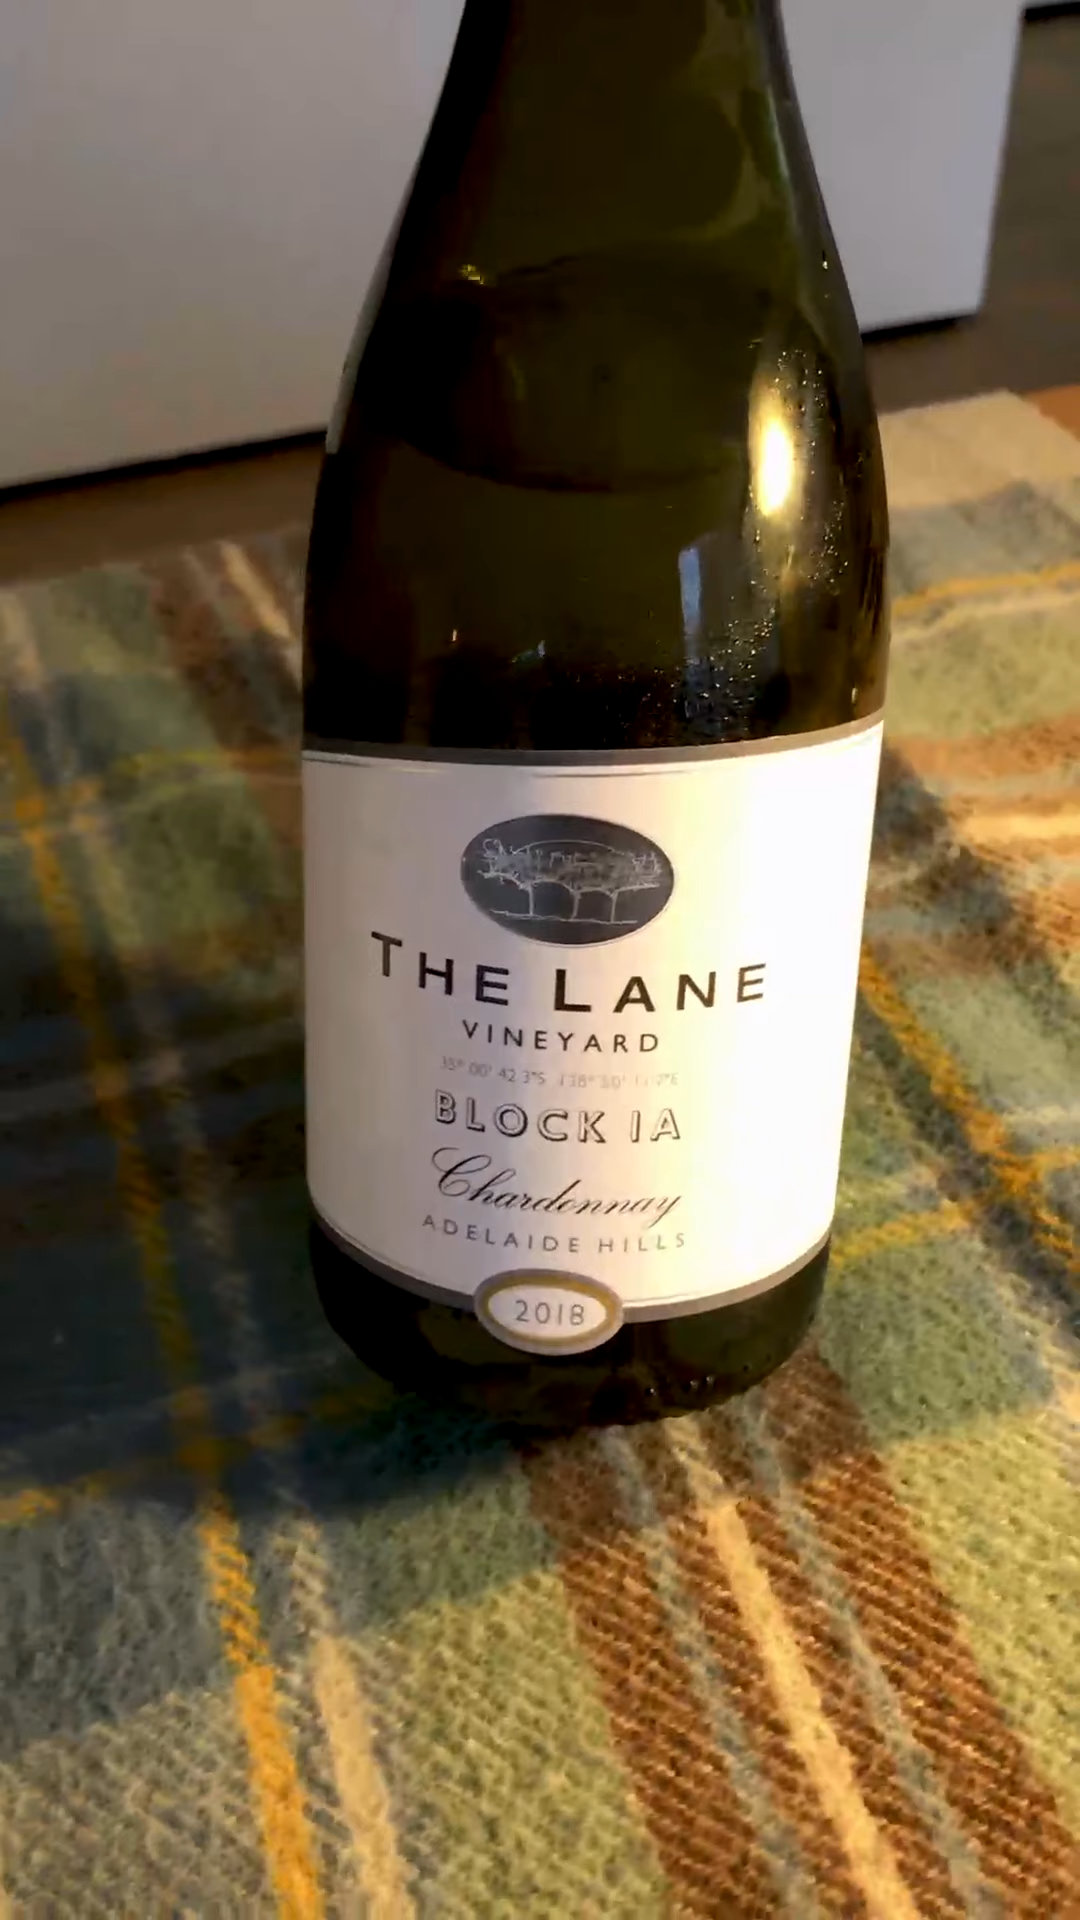 THE LANE
VINEYARD
BLOCK 1A
Chardonnay
ADELAIDE HILLS
2018